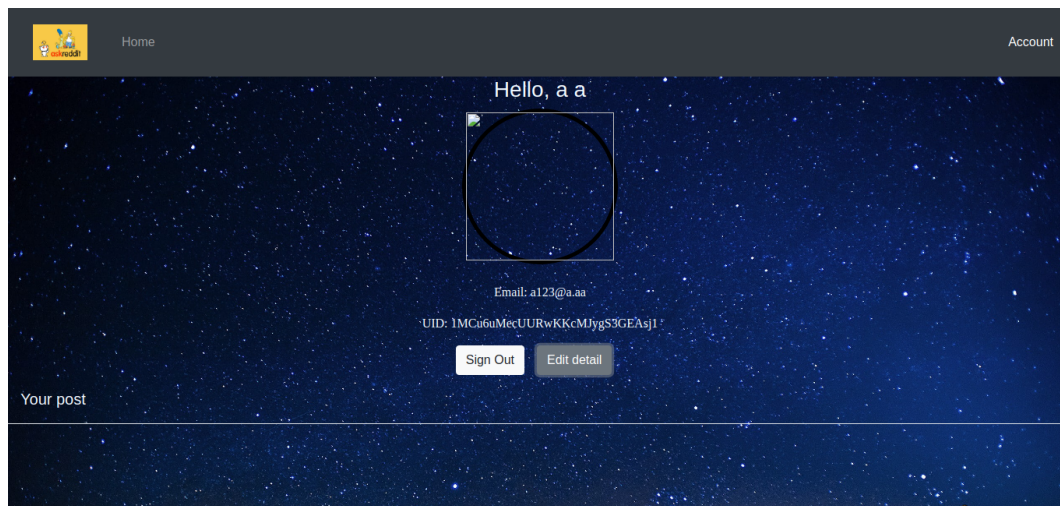 askreddit
Home
Account
Hello, a a
Email: a123@a.aa
UID: 1MCu6uMecUURwKKcMJygS3GEAsj1
Sign Out
Edit detail
Your post